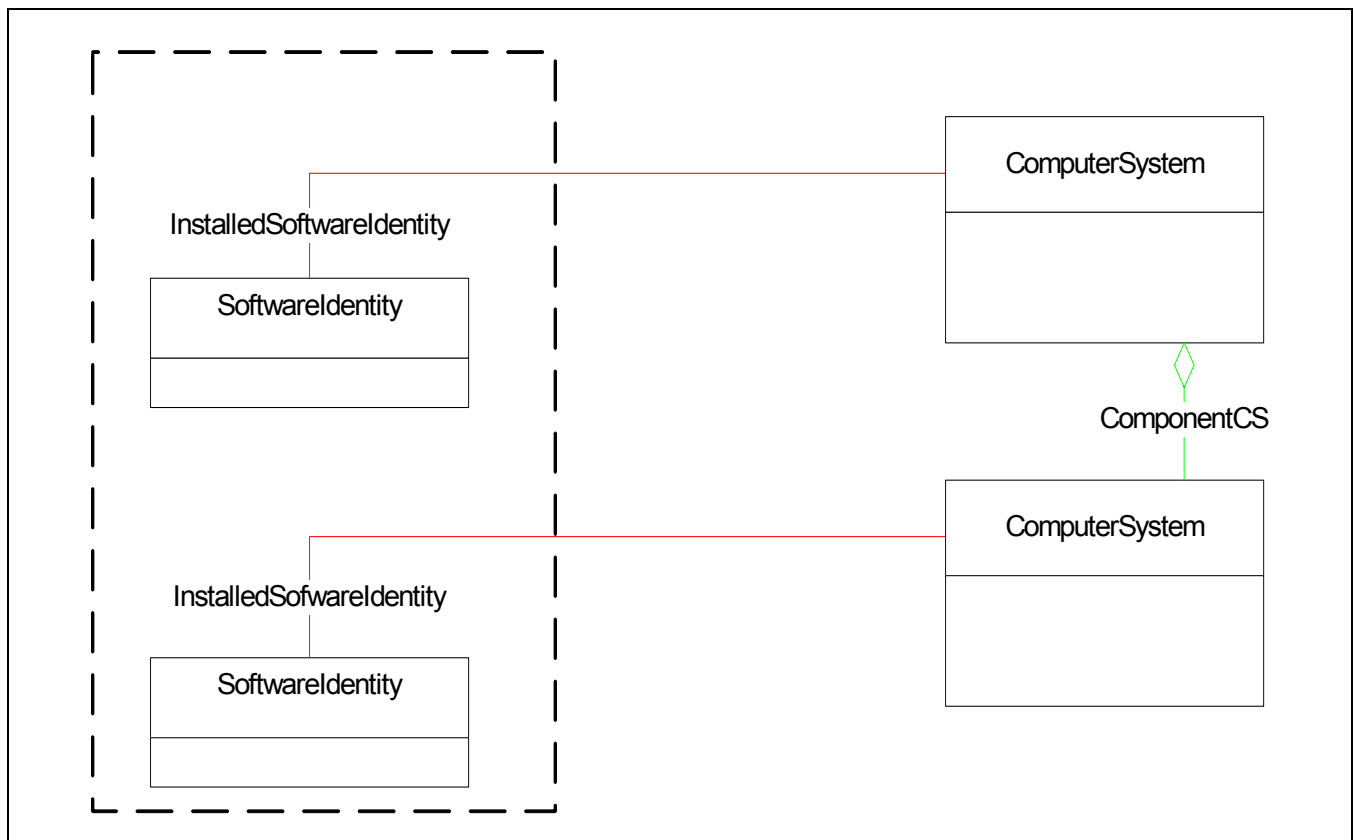 ComputerSystem
InstalledSoftwareIdentity
SoftwareIdentity
ComponentCS
ComputerSystem
InstalledSofwareIdentity
SoftwareIdentity